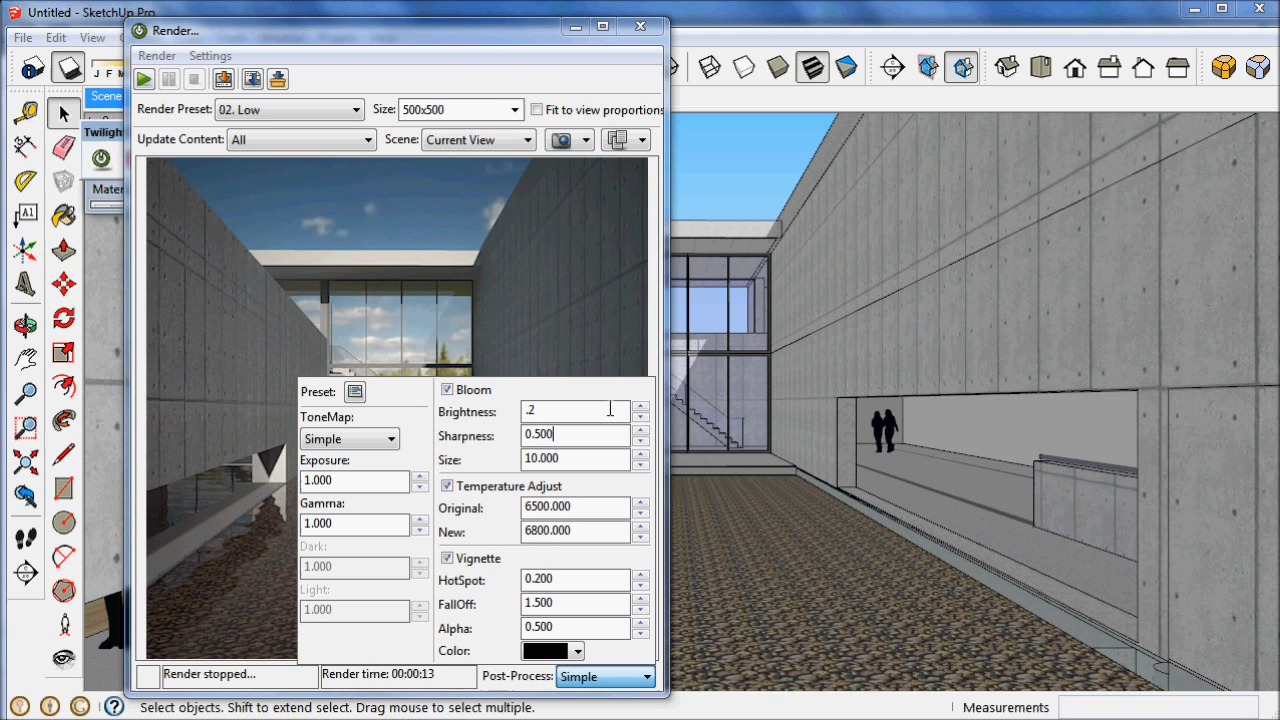 Untitled - SketchUp Pro
Render...
File Edit View
Render Settings
J F M
Render Preset: 02. Low Size: 500x500 Fit to view proportions
Scene
Update Content: All Scene: Current View
Twilight
Mater
A1
Preset:
ToneMap:
Simple
Exposure:
1.000
Gamma:
1.000
Dark:
1.000
Light:
1.000
Bloom
Brightness: .2
Sharpness: 0.500
Size: 10.000
Temperature Adjust
Original: 6500.000
New: 6800.000
Vignette
HotSpot: 0.200
FallOff: 1.500
Alpha: 0.500
Color:
Render stopped... Render time: 00:00:13 Post-Process: Simple
Select objects. Shift to extend select. Drag mouse to select multiple. Measurements